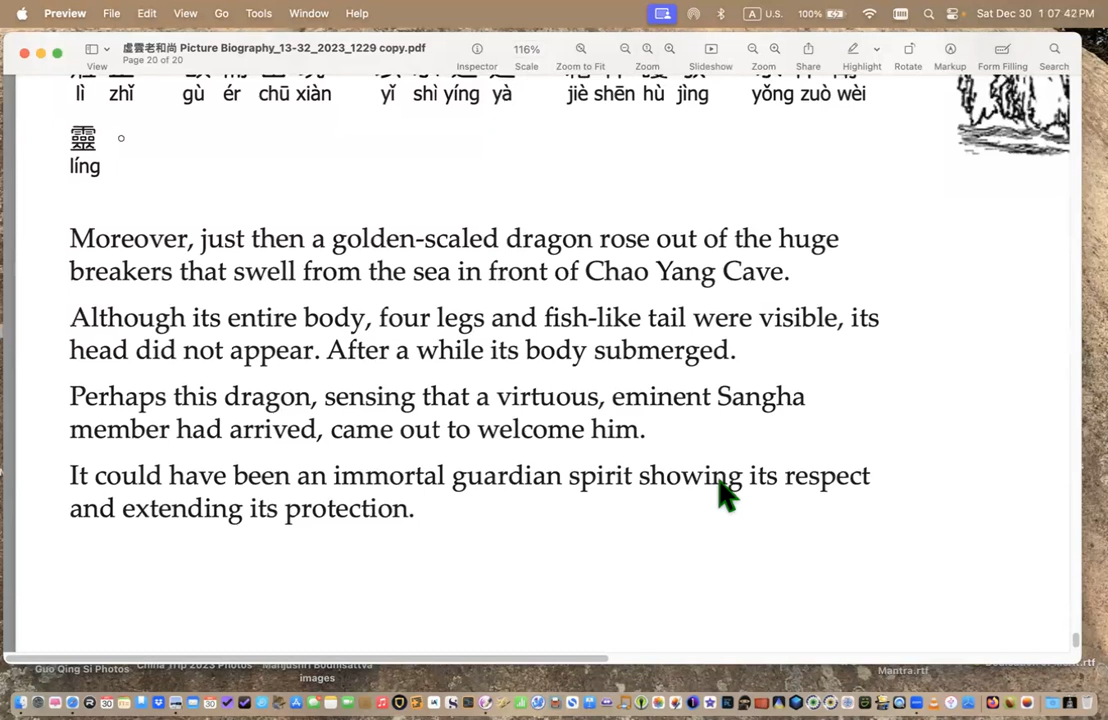 Preview File Edit View Go Tools Window Help A U.S. 100% Sat Dec 30 1:07:42 PM
虛雲老和尚 Picture Biography_13-32_2023_1229 copy.pdf
Page 20 of 20
View 116% Scale Inspector Zoom to Fit Zoom Slideshow Zoom Share Highlight Rotate Markup Form Filling Search
lì zhǐ gù ér chū xiàn yǐ shì yíng yà jiè shēn hù jìng yǒng zuò wèi
靈 。
líng
Moreover, just then a golden-scaled dragon rose out of the huge
breakers that swell from the sea in front of Chao Yang Cave.
Although its entire body, four legs and fish-like tail were visible, its
head did not appear. After a while its body submerged.
Perhaps this dragon, sensing that a virtuous, eminent Sangha
member had arrived, came out to welcome him.
It could have been an immortal guardian spirit showing its respect
and extending its protection.
Guo Qing Si Photos China Trip 2023 Photos Manjushri Bodhisattva
images
Mantra.rtf